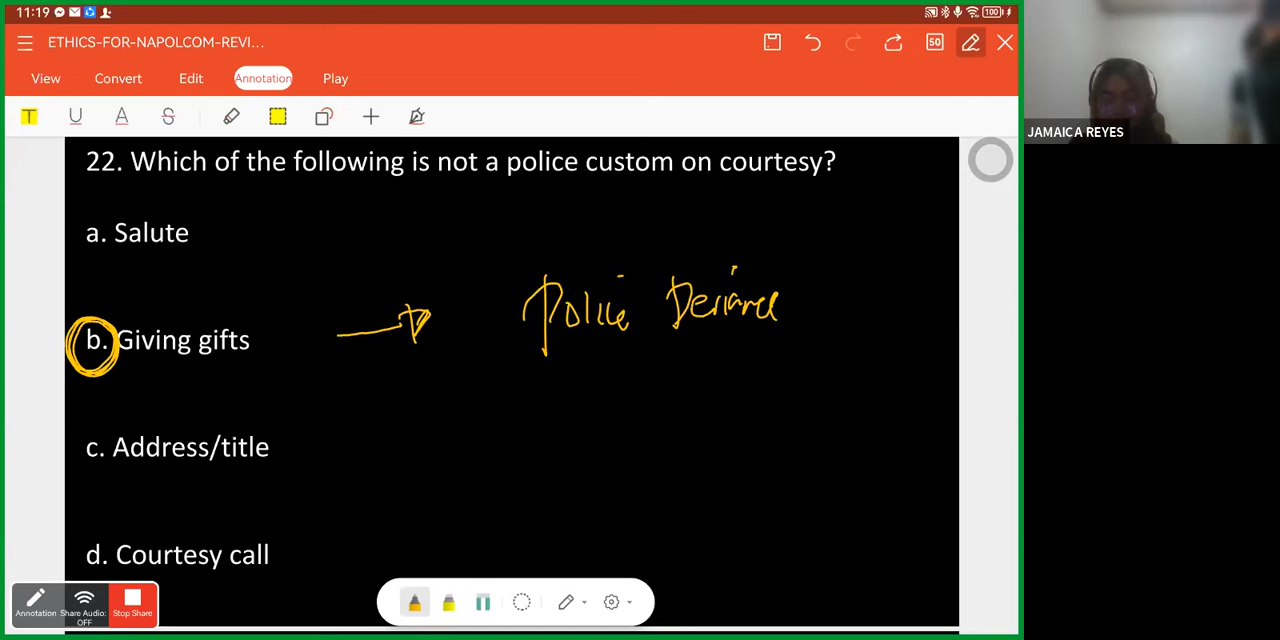 11:19 100
ETHICS-FOR-NAPOLCOM-REVI... 50
View Convert Edit Annotation Play
T U A S
JAMAICA REYES
22. Which of the following is not a police custom on courtesy?
a. Salute
Police Deviance
b. Giving gifts
c. Address/title
d. Courtesy call
Annotation Share Audio: OFF Stop Share